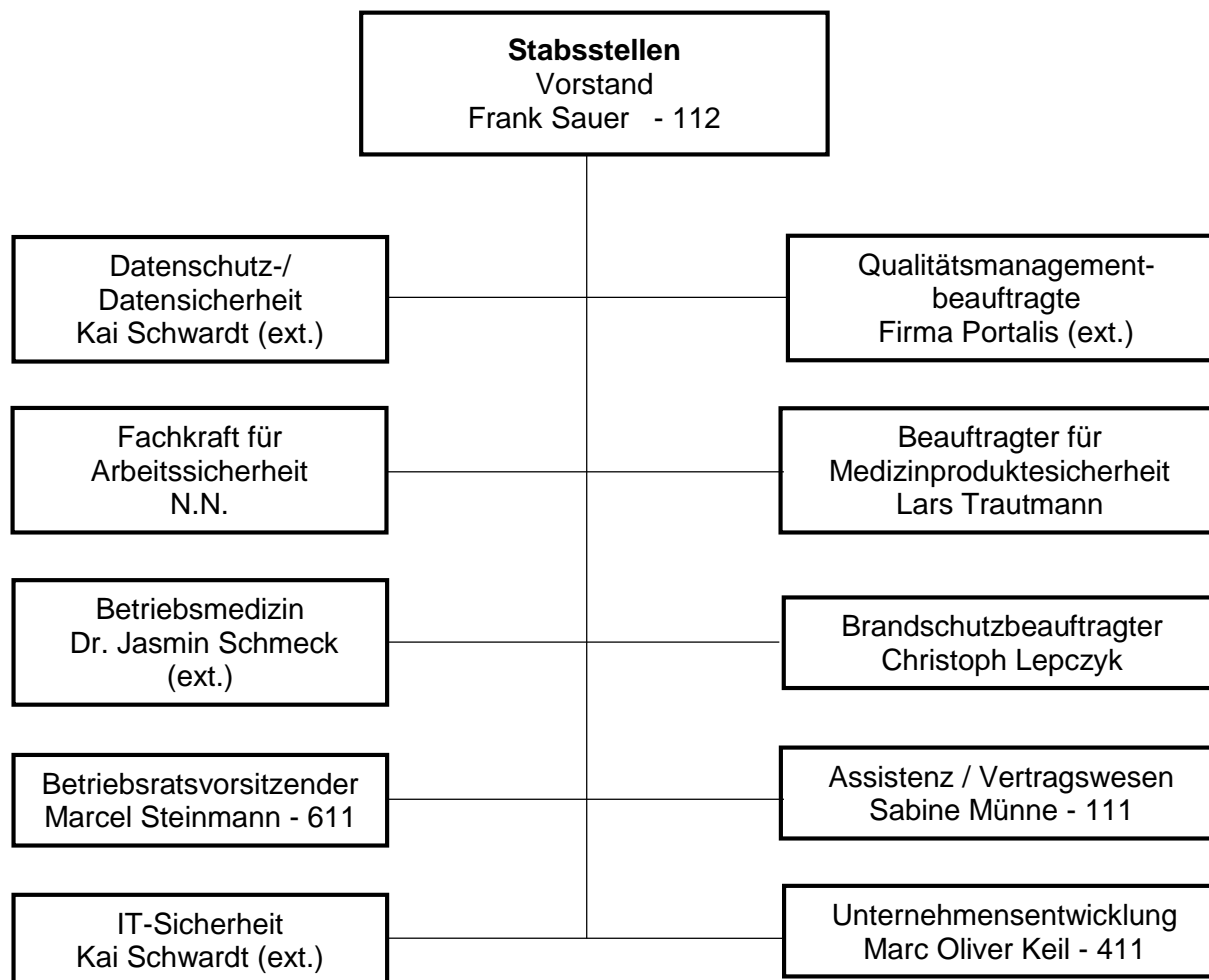 Stabsstellen
Vorstand
Frank Sauer - 112
Datenschutz-/
Datensicherheit
Kai Schwardt (ext.)
Qualitätsmanagement-
beauftragte
Firma Portalis (ext.)
Fachkraft für
Arbeitssicherheit
N.N.
Beauftragter für
Medizinproduktesicherheit
Lars Trautmann
Betriebsmedizin
Dr. Jasmin Schmeck
(ext.)
Brandschutzbeauftragter
Christoph Lepczyk
Betriebsratsvorsitzender
Marcel Steinmann - 611
Assistenz / Vertragswesen
Sabine Münne - 111
IT-Sicherheit
Kai Schwardt (ext.)
Unternehmensentwicklung
Marc Oliver Keil - 411